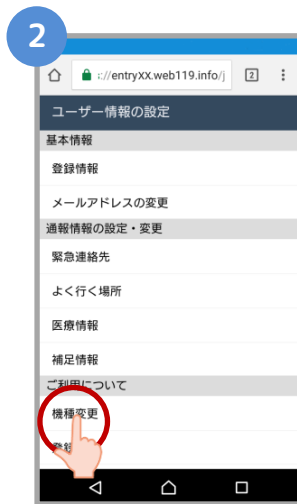 2
://entryXX.web119.info/j
2
ユーザー情報の設定
基本情報
登録情報
メールアドレスの変更
通報情報の設定・変更
緊急連絡先
よく行く場所
医療情報
補足情報
ご利用について
機種変更
登録